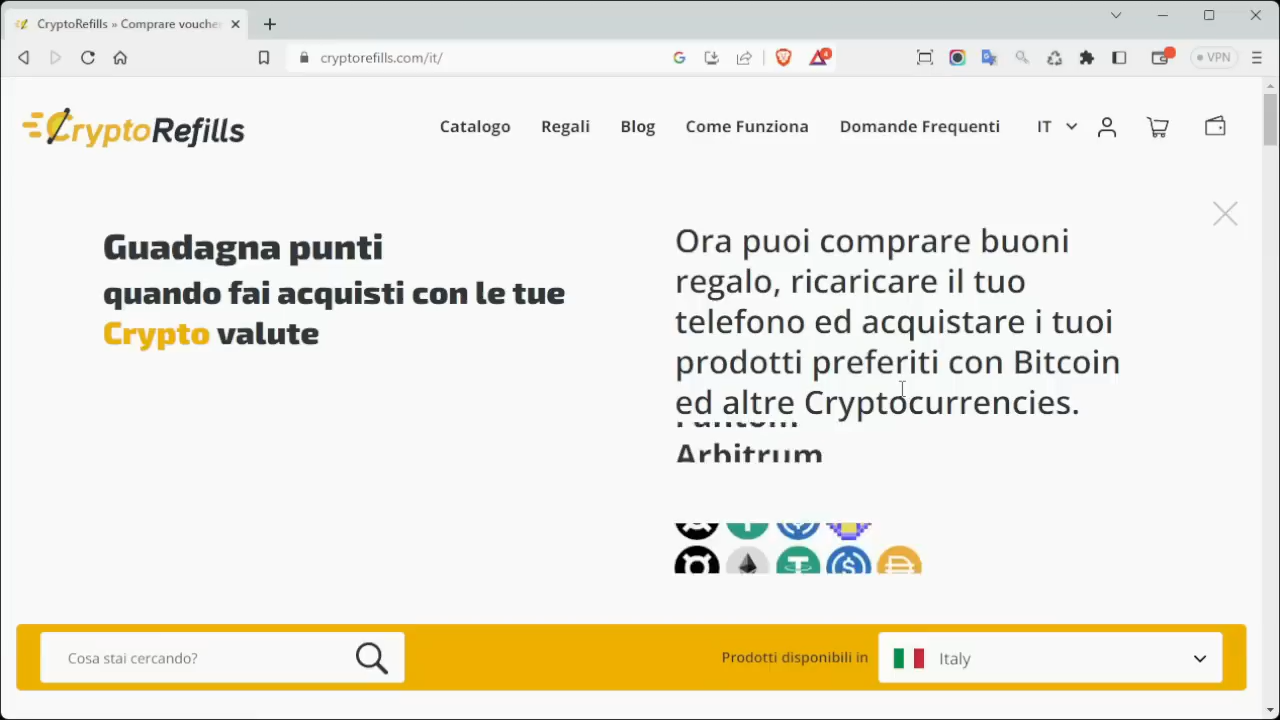 CryptoRefills » Comprare vouche
cryptorefills.com/it/
VPN
CryptoRefills
Catalogo
Regali
Blog
Come Funziona
Domande Frequenti
IT
Guadagna punti
quando fai acquisti con le tue
Crypto valute
Ora puoi comprare buoni
regalo, ricaricare il tuo
telefono ed acquistare i tuoi
prodotti preferiti con Bitcoin
ed altre Cryptocurrencies.
Fantom
Arbitrum
Cosa stai cercando?
Prodotti disponibili in
Italy